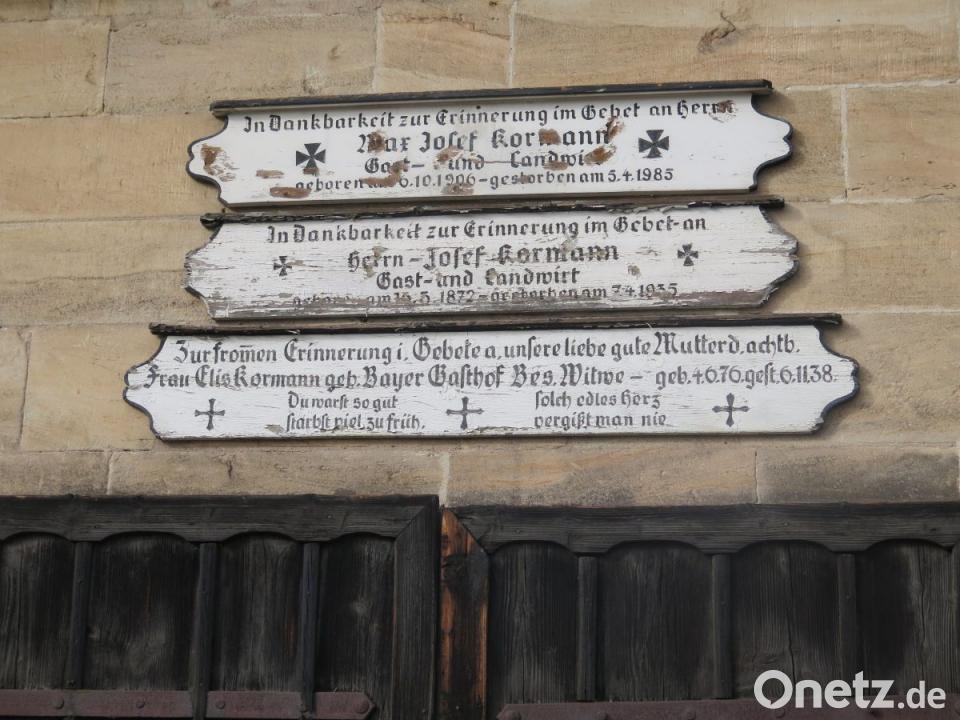 In Dankbarkeit zur Erinnerung im Gebet an Herrn
Max Josef Kormann
Gast- und Landwirt
geboren am 6.10.1906 - gestorben am 5.4.1985
In Dankbarkeit zur Erinnerung im Gebet-an
Herrn-Josef Kormann
Gast-und Landwirt
geboren am 1872-gestorben am 7.4.1935
Zur from̄en Erinnerung i. Gebete a. unsere liebe gute Mutter d. achtb.
Frau Elis Kormann geb. Bayer Gasthof Bes. Witwe - geb. 4.6.76. gest. 6.11.38.
Du warst so gut solch edles Herz
starbst viel zu früh. vergißt man nie
Onetz.de